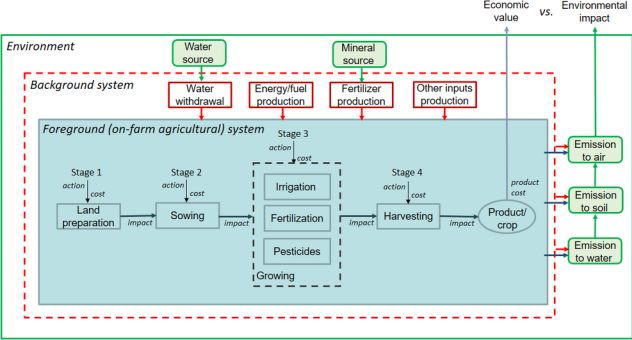 Economic value
vs.
Environmental impact
Environment
Water source
Mineral source
Background system
Water withdrawal
Energy/fuel production
Fertilizer production
Other inputs production
Foreground (on-farm agricultural) system
Stage 1
action
cost
Land preparation
impact
Stage 2
action
cost
Sowing
impact
Stage 3
action
cost
Irrigation
Fertilization
Pesticides
Growing
impact
Stage 4
action
cost
Harvesting
impact
product cost
Product/ crop
Emission to air
Emission to soil
Emission to water